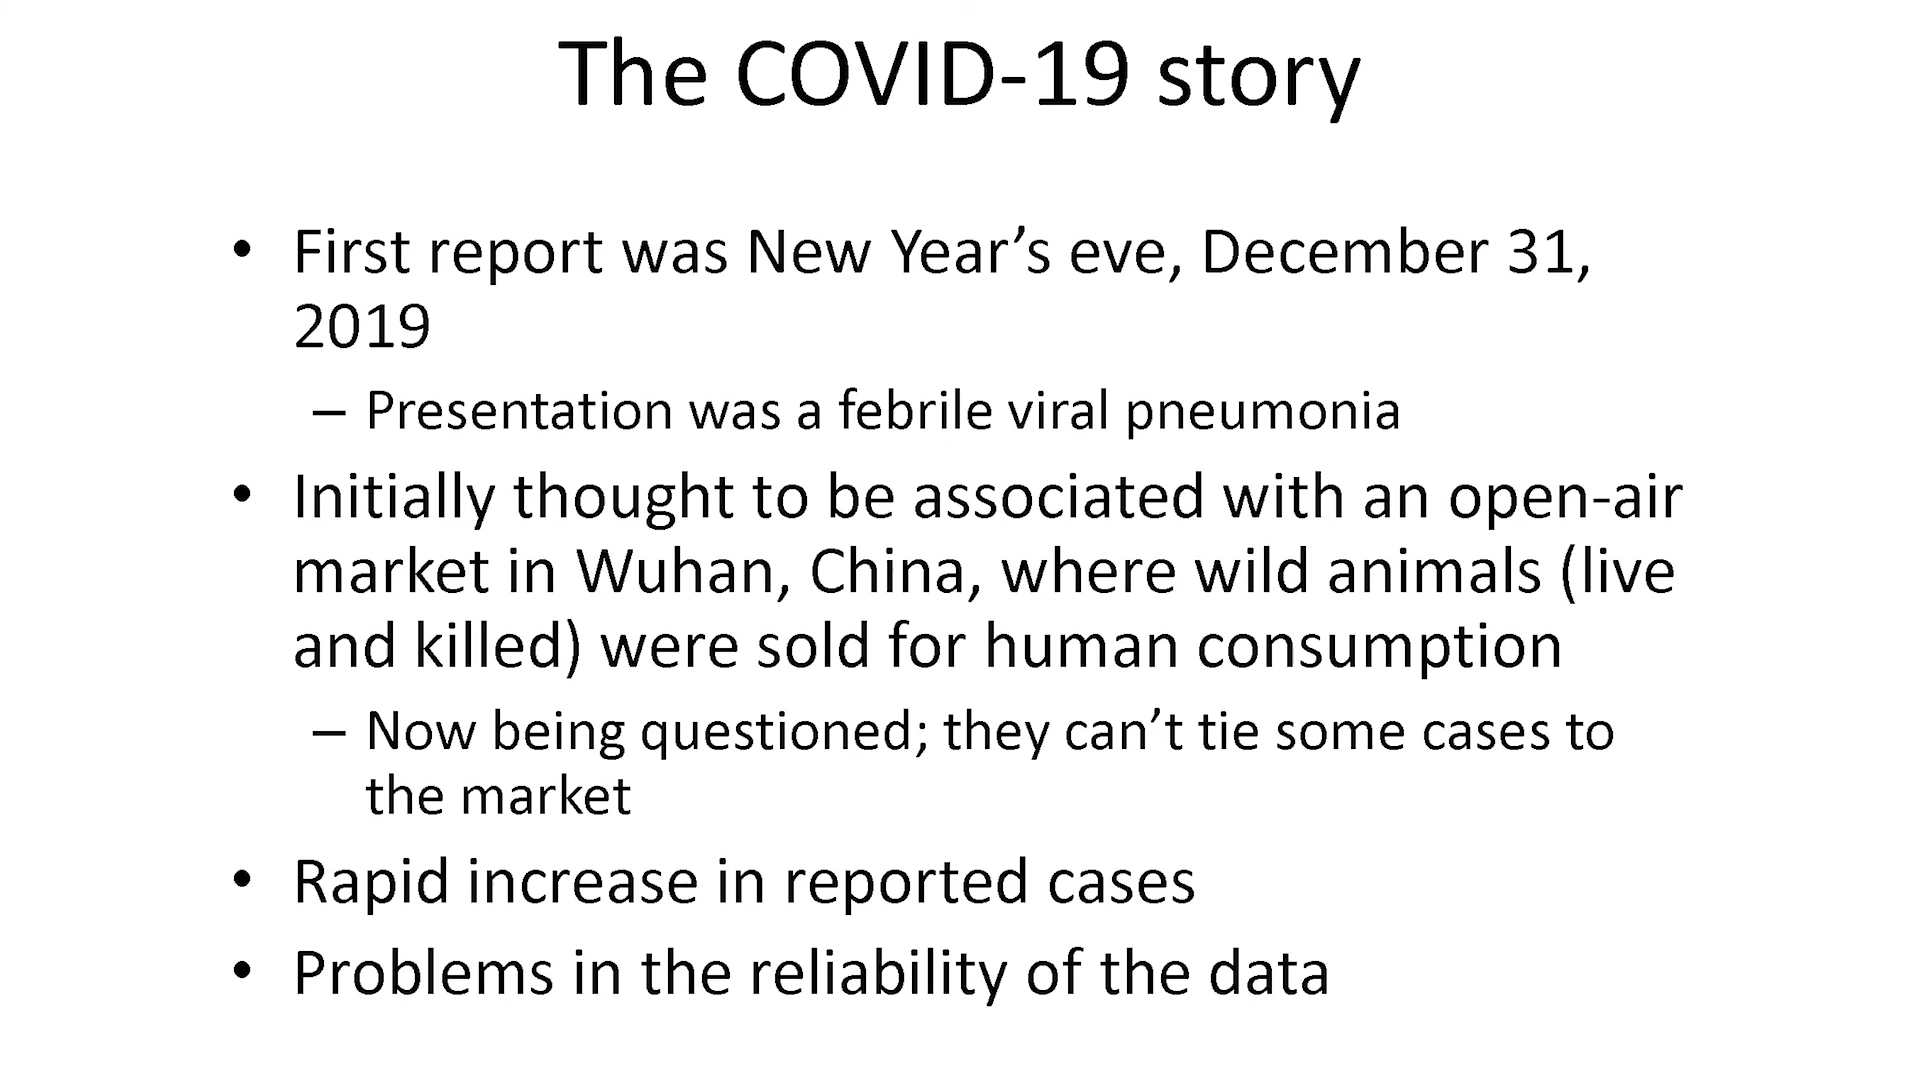 The COVID-19 story
• First report was New Year’s eve, December 31,
2019
– Presentation was a febrile viral pneumonia
• Initially thought to be associated with an open-air
market in Wuhan, China, where wild animals (live
and killed) were sold for human consumption
– Now being questioned; they can’t tie some cases to
the market
• Rapid increase in reported cases
• Problems in the reliability of the data